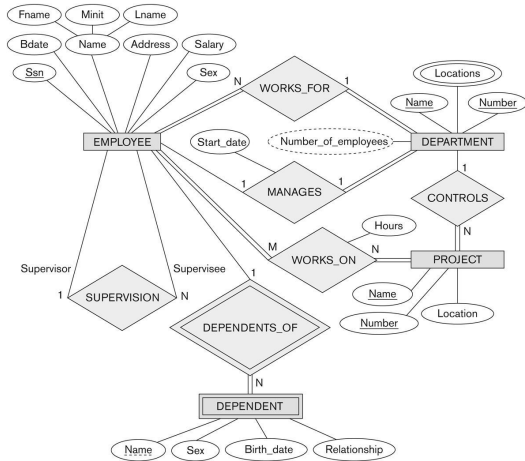 Fname
Minit
Lname
Bdate
Name
Address
Salary
Ssn
Sex
N
WORKS_FOR
1
Locations
Name
Number
EMPLOYEE
Start_date
Number_of_employees
DEPARTMENT
1
MANAGES
1
1
CONTROLS
Hours
M
WORKS_ON
N
N
PROJECT
Supervisor
Supervisee
1
SUPERVISION
N
1
Name
Number
Location
DEPENDENTS_OF
N
DEPENDENT
Name
Sex
Birth_date
Relationship